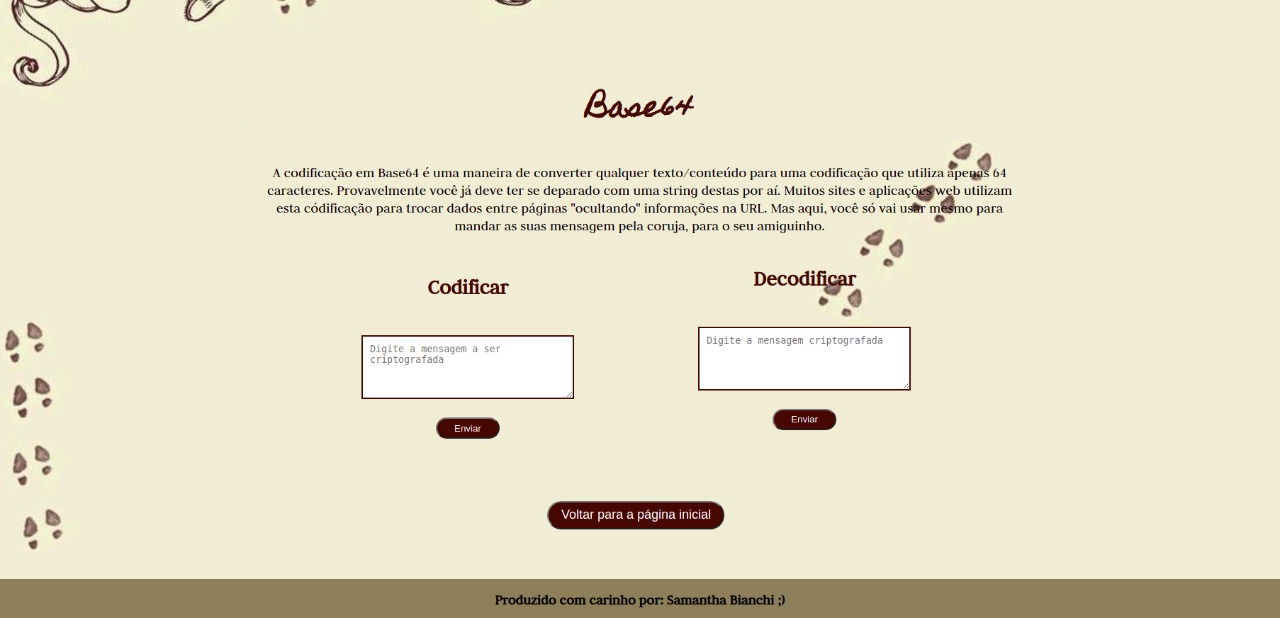 Base64
A codificação em Base64 é uma maneira de converter qualquer texto/conteúdo para uma codificação que utiliza apenas 64
caracteres. Provavelmente você já deve ter se deparado com uma string destas por aí. Muitos sites e aplicações web utilizam
esta códificação para trocar dados entre páginas "ocultando" informações na URL. Mas aqui, você só vai usar mesmo para
mandar as suas mensagem pela coruja, para o seu amiguinho.
Codificar
Digite a mensagem a ser
criptografada
Enviar
Decodificar
Digite a mensagem criptografada
Enviar
Voltar para a página inicial
Produzido com carinho por: Samantha Bianchi ;)